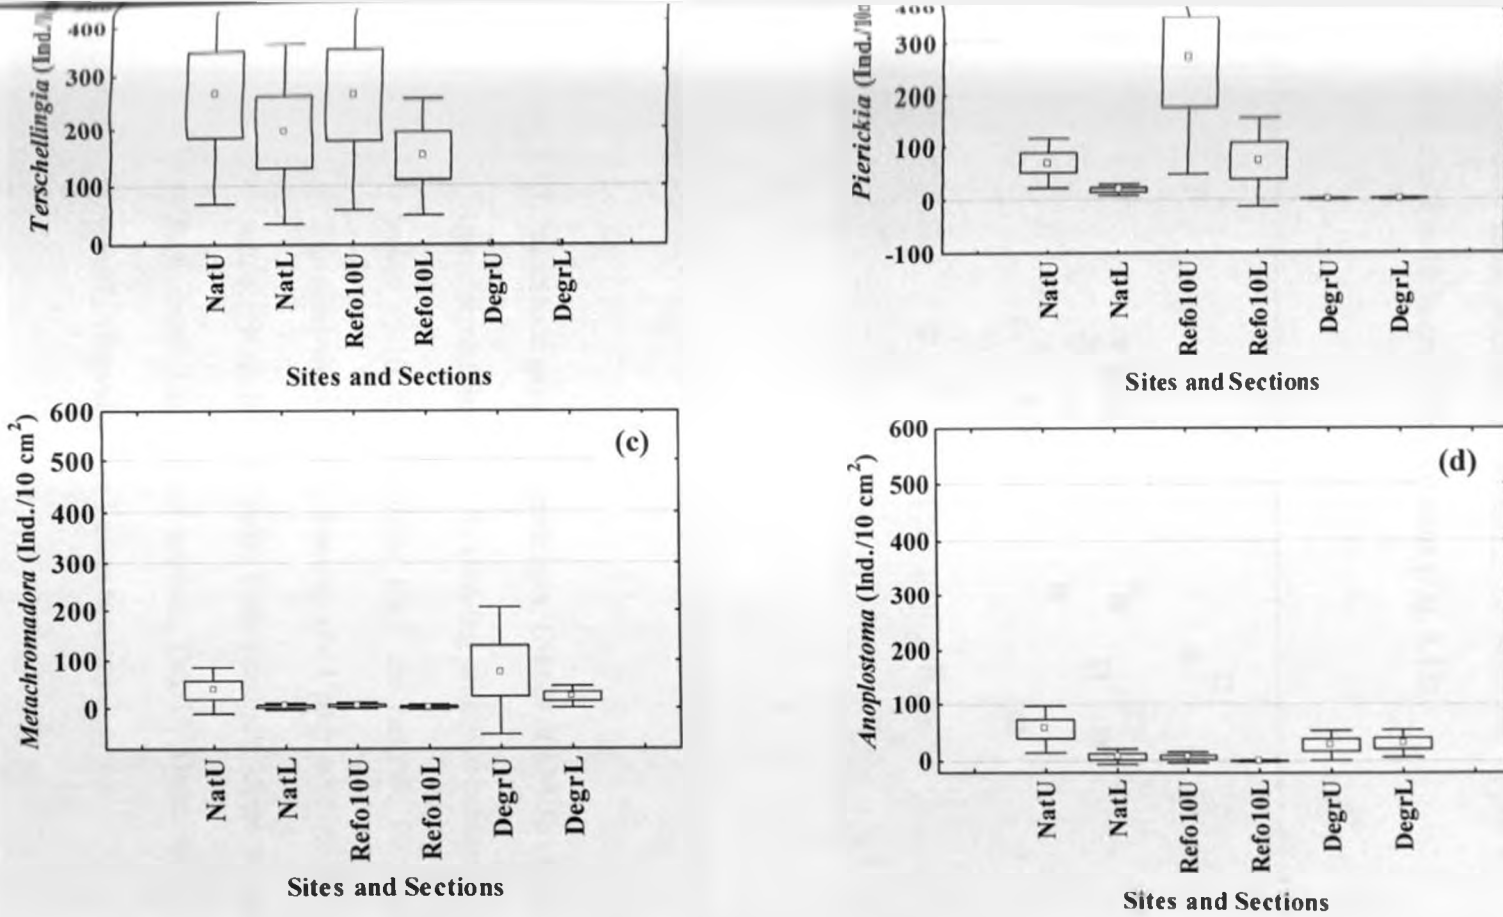 Terschellingia (Ind./10
400
300
200
100
0
NatU
NatL
Refo10U
Refo10L
DegrU
DegrL
Sites and Sections
Pierickia (Ind./10c
400
300
200
100
0
-100
NatU
NatL
Refo10U
Refo10L
DegrU
DegrL
Sites and Sections
Metachromadora (Ind./10 cm²)
600
500
400
300
200
100
0
(c)
NatU
NatL
Refo10U
Refo10L
DegrU
DegrL
Sites and Sections
Anoplostoma (Ind./10 cm²)
600
500
400
300
200
100
0
(d)
NatU
NatL
Refo10U
Refo10L
DegrU
DegrL
Sites and Sections